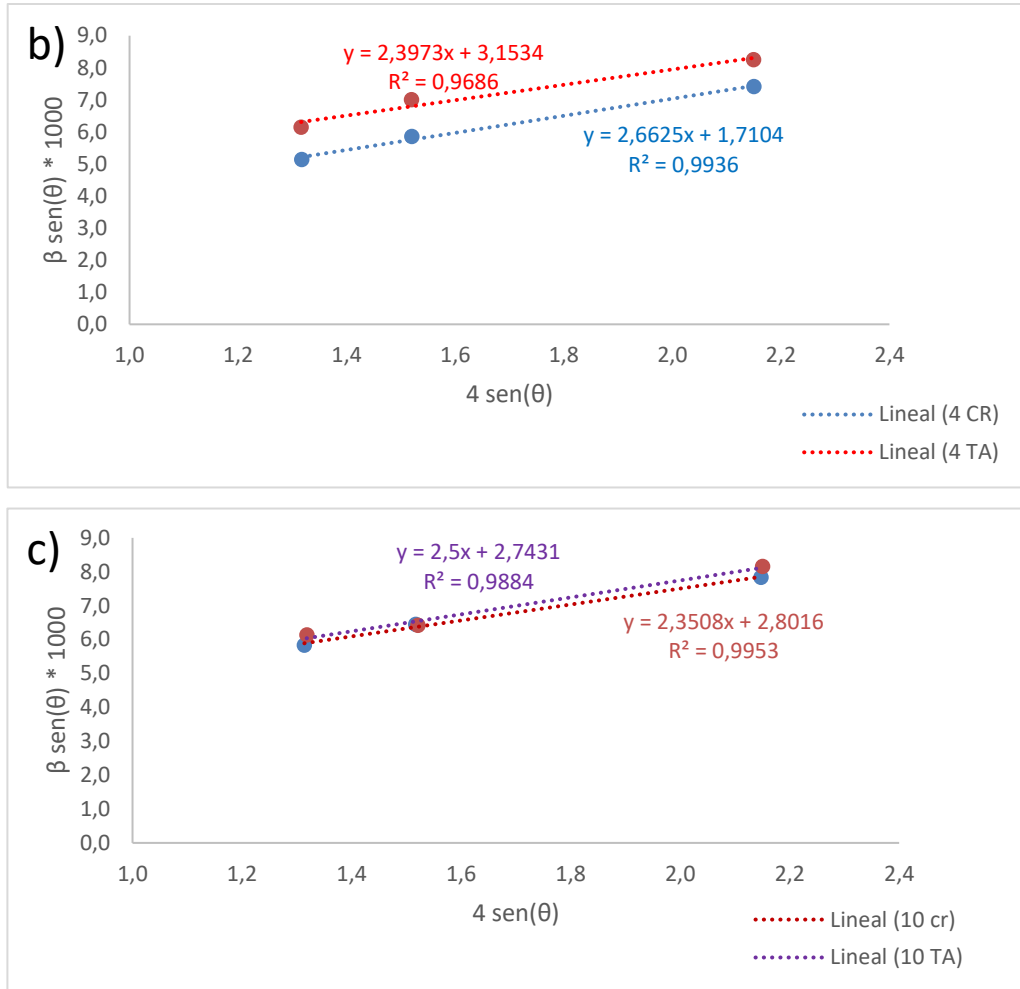 b)
9,0
8,0
7,0
6,0
5,0
4,0
3,0
2,0
1,0
0,0
β sen(θ) * 1000
y = 2,3973x + 3,1534
R² = 0,9686
y = 2,6625x + 1,7104
R² = 0,9936
1,0 1,2 1,4 1,6 1,8 2,0 2,2 2,4
4 sen(θ)
Lineal (4 CR)
Lineal (4 TA)
c)
9,0
8,0
7,0
6,0
5,0
4,0
3,0
2,0
1,0
0,0
β sen(θ) * 1000
y = 2,5x + 2,7431
R² = 0,9884
y = 2,3508x + 2,8016
R² = 0,9953
1,0 1,2 1,4 1,6 1,8 2,0 2,2 2,4
4 sen(θ)
Lineal (10 cr)
Lineal (10 TA)